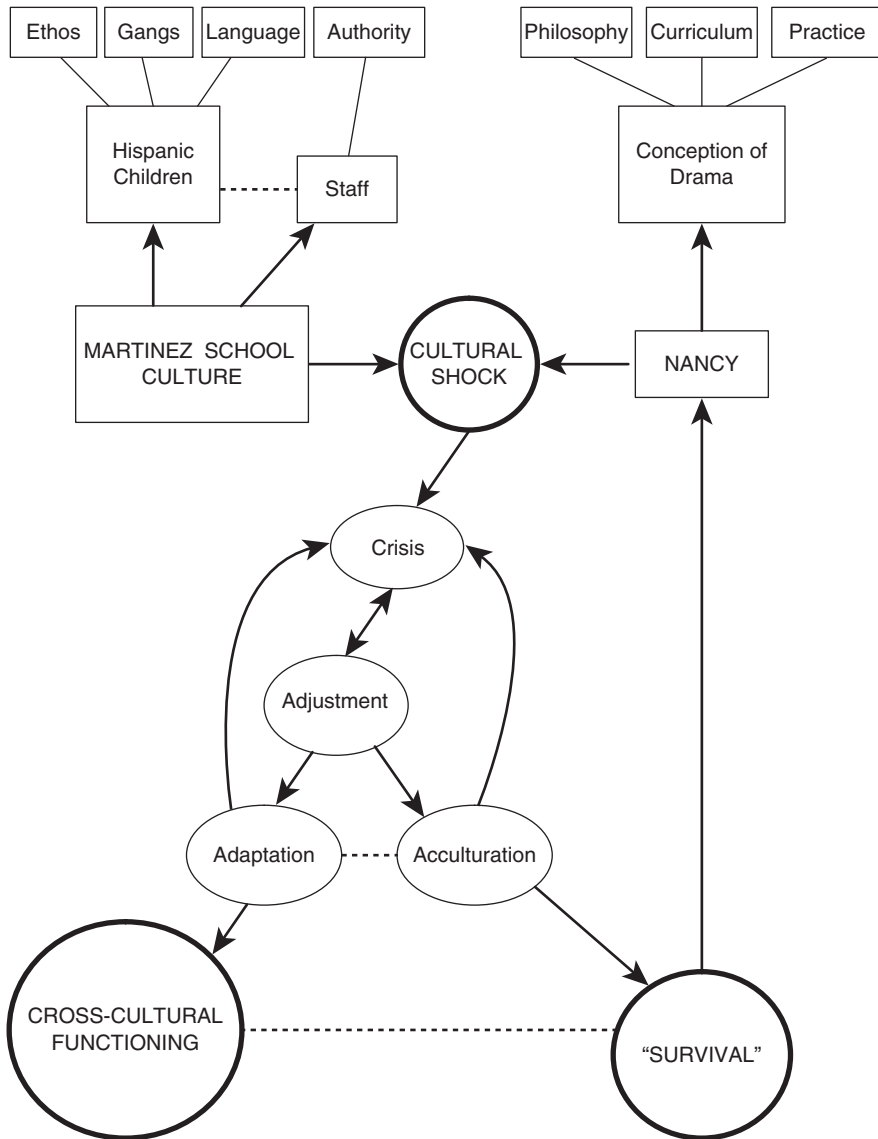 Ethos
Gangs
Language
Authority
Philosophy
Curriculum
Practice
Hispanic
Children
Staff
Conception of
Drama
MARTINEZ SCHOOL
CULTURE
CULTURAL
SHOCK
NANCY
Crisis
Adjustment
Adaptation
Acculturation
CROSS-CULTURAL
FUNCTIONING
“SURVIVAL”